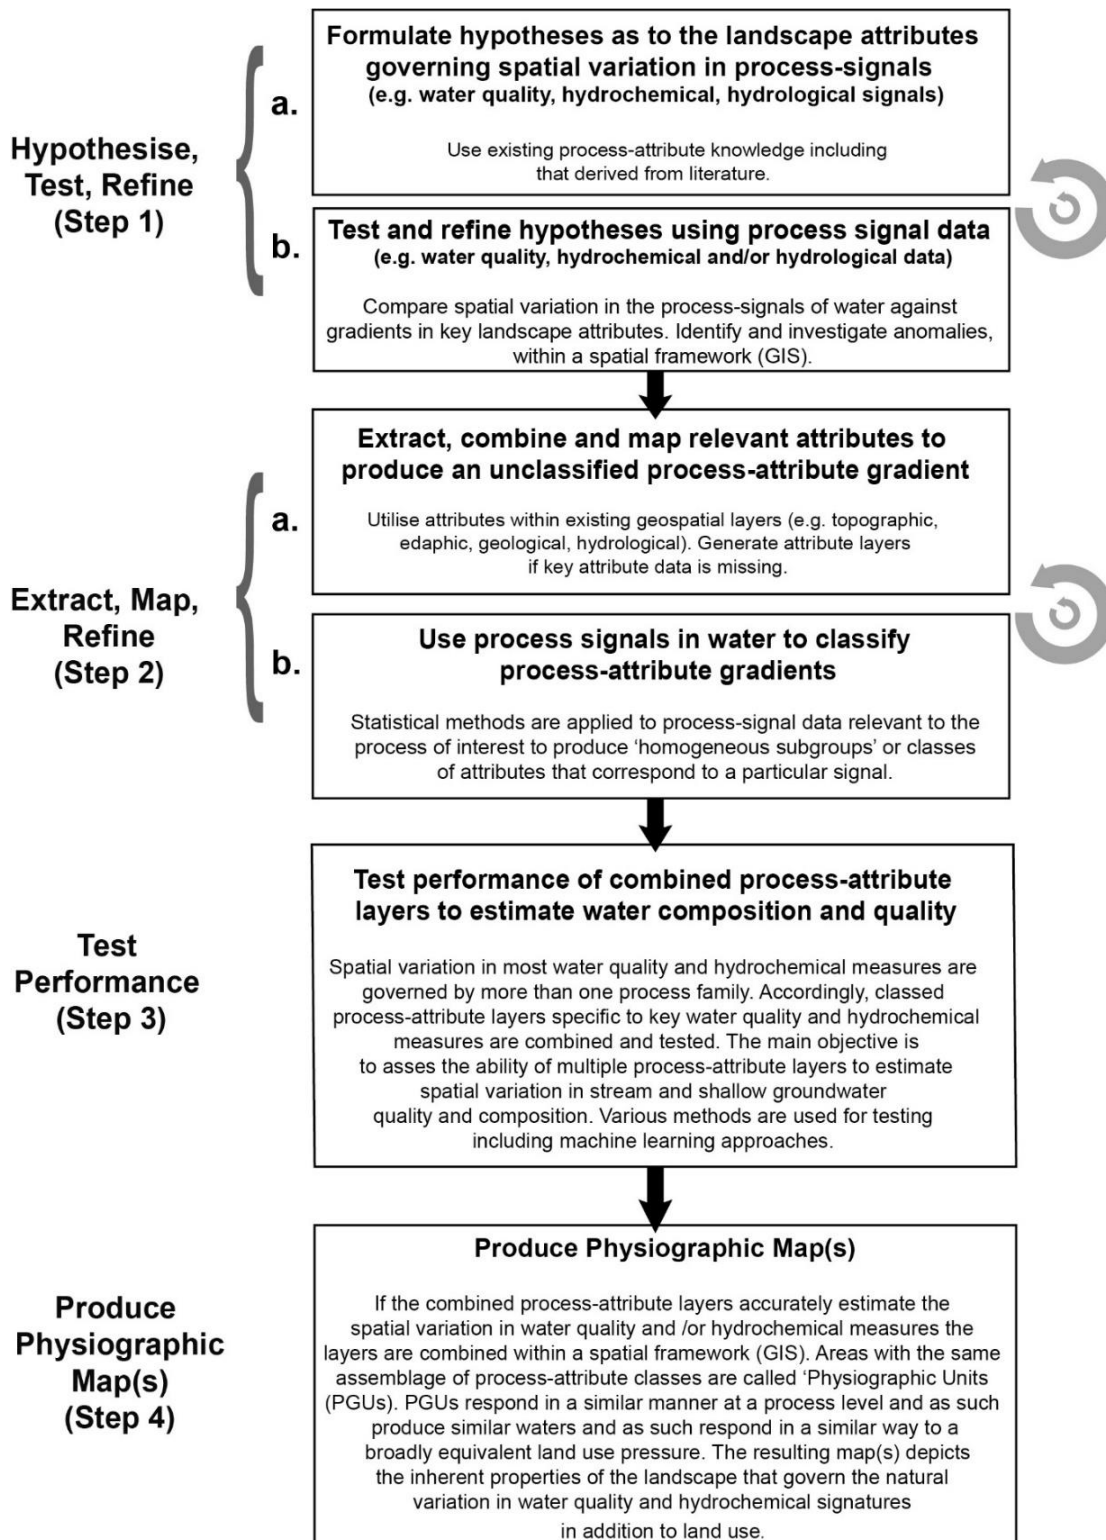 Hypothesise,
Test, Refine
(Step 1)
a.
Formulate hypotheses as to the landscape attributes
governing spatial variation in process-signals
(e.g. water quality, hydrochemical, hydrological signals)
Use existing process-attribute knowledge including
that derived from literature.
b.
Test and refine hypotheses using process signal data
(e.g. water quality, hydrochemical and/or hydrological data)
Compare spatial variation in the process-signals of water against
gradients in key landscape attributes. Identify and investigate anomalies,
within a spatial framework (GIS).
Extract, Map,
Refine
(Step 2)
a.
Extract, combine and map relevant attributes to
produce an unclassified process-attribute gradient
Utilise attributes within existing geospatial layers (e.g. topographic,
edaphic, geological, hydrological). Generate attribute layers
if key attribute data is missing.
b.
Use process signals in water to classify
process-attribute gradients
Statistical methods are applied to process-signal data relevant to the
process of interest to produce ‘homogeneous subgroups’ or classes
of attributes that correspond to a particular signal.
Test
Performance
(Step 3)
Test performance of combined process-attribute
layers to estimate water composition and quality
Spatial variation in most water quality and hydrochemical measures are
governed by more than one process family. Accordingly, classed
process-attribute layers specific to key water quality and hydrochemical
measures are combined and tested. The main objective is
to asses the ability of multiple process-attribute layers to estimate
spatial variation in stream and shallow groundwater
quality and composition. Various methods are used for testing
including machine learning approaches.
Produce
Physiographic
Map(s)
(Step 4)
Produce Physiographic Map(s)
If the combined process-attribute layers accurately estimate the
spatial variation in water quality and /or hydrochemical measures the
layers are combined within a spatial framework (GIS). Areas with the same
assemblage of process-attribute classes are called ‘Physiographic Units
(PGUs). PGUs respond in a similar manner at a process level and as such
produce similar waters and as such respond in a similar way to a
broadly equivalent land use pressure. The resulting map(s) depicts
the inherent properties of the landscape that govern the natural
variation in water quality and hydrochemical signatures
in addition to land use.